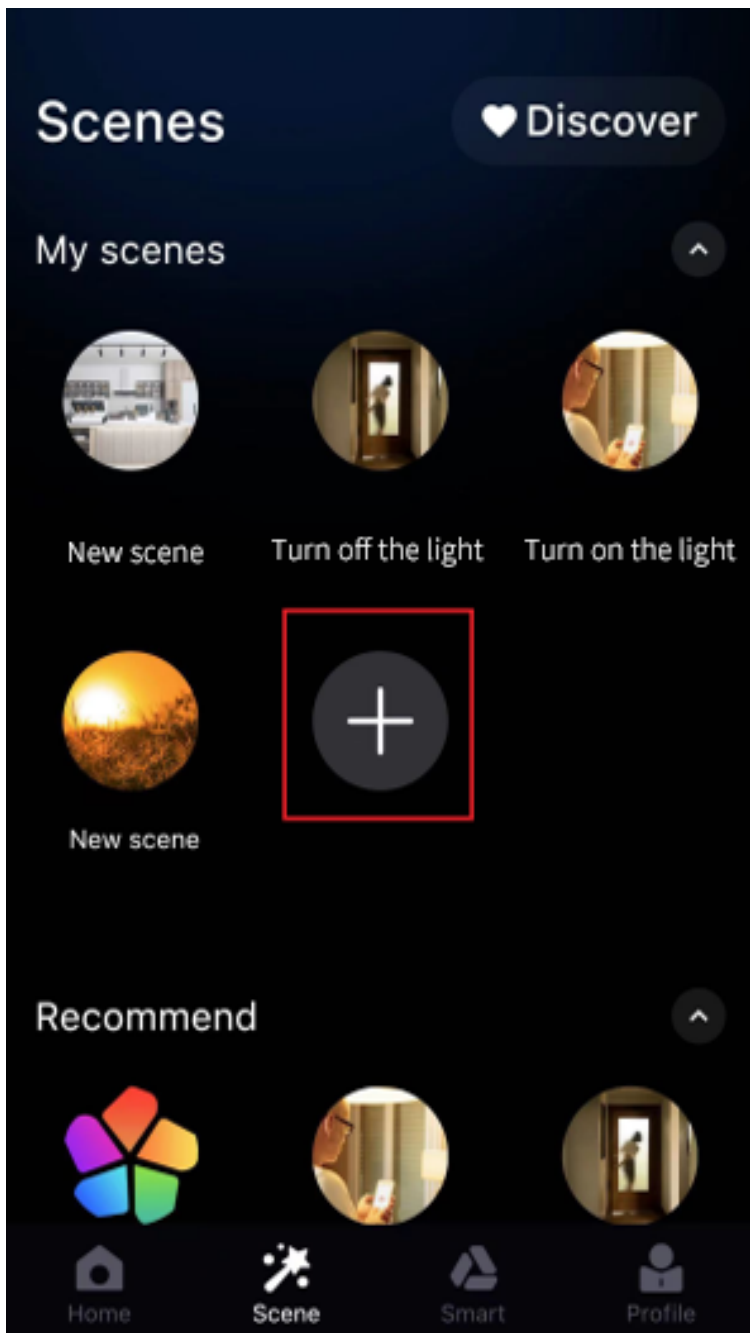 Scenes
Discover
My scenes
New scene
Turn off the light
Turn on the light
New scene
Recommend
Home
Scene
Smart
Profile